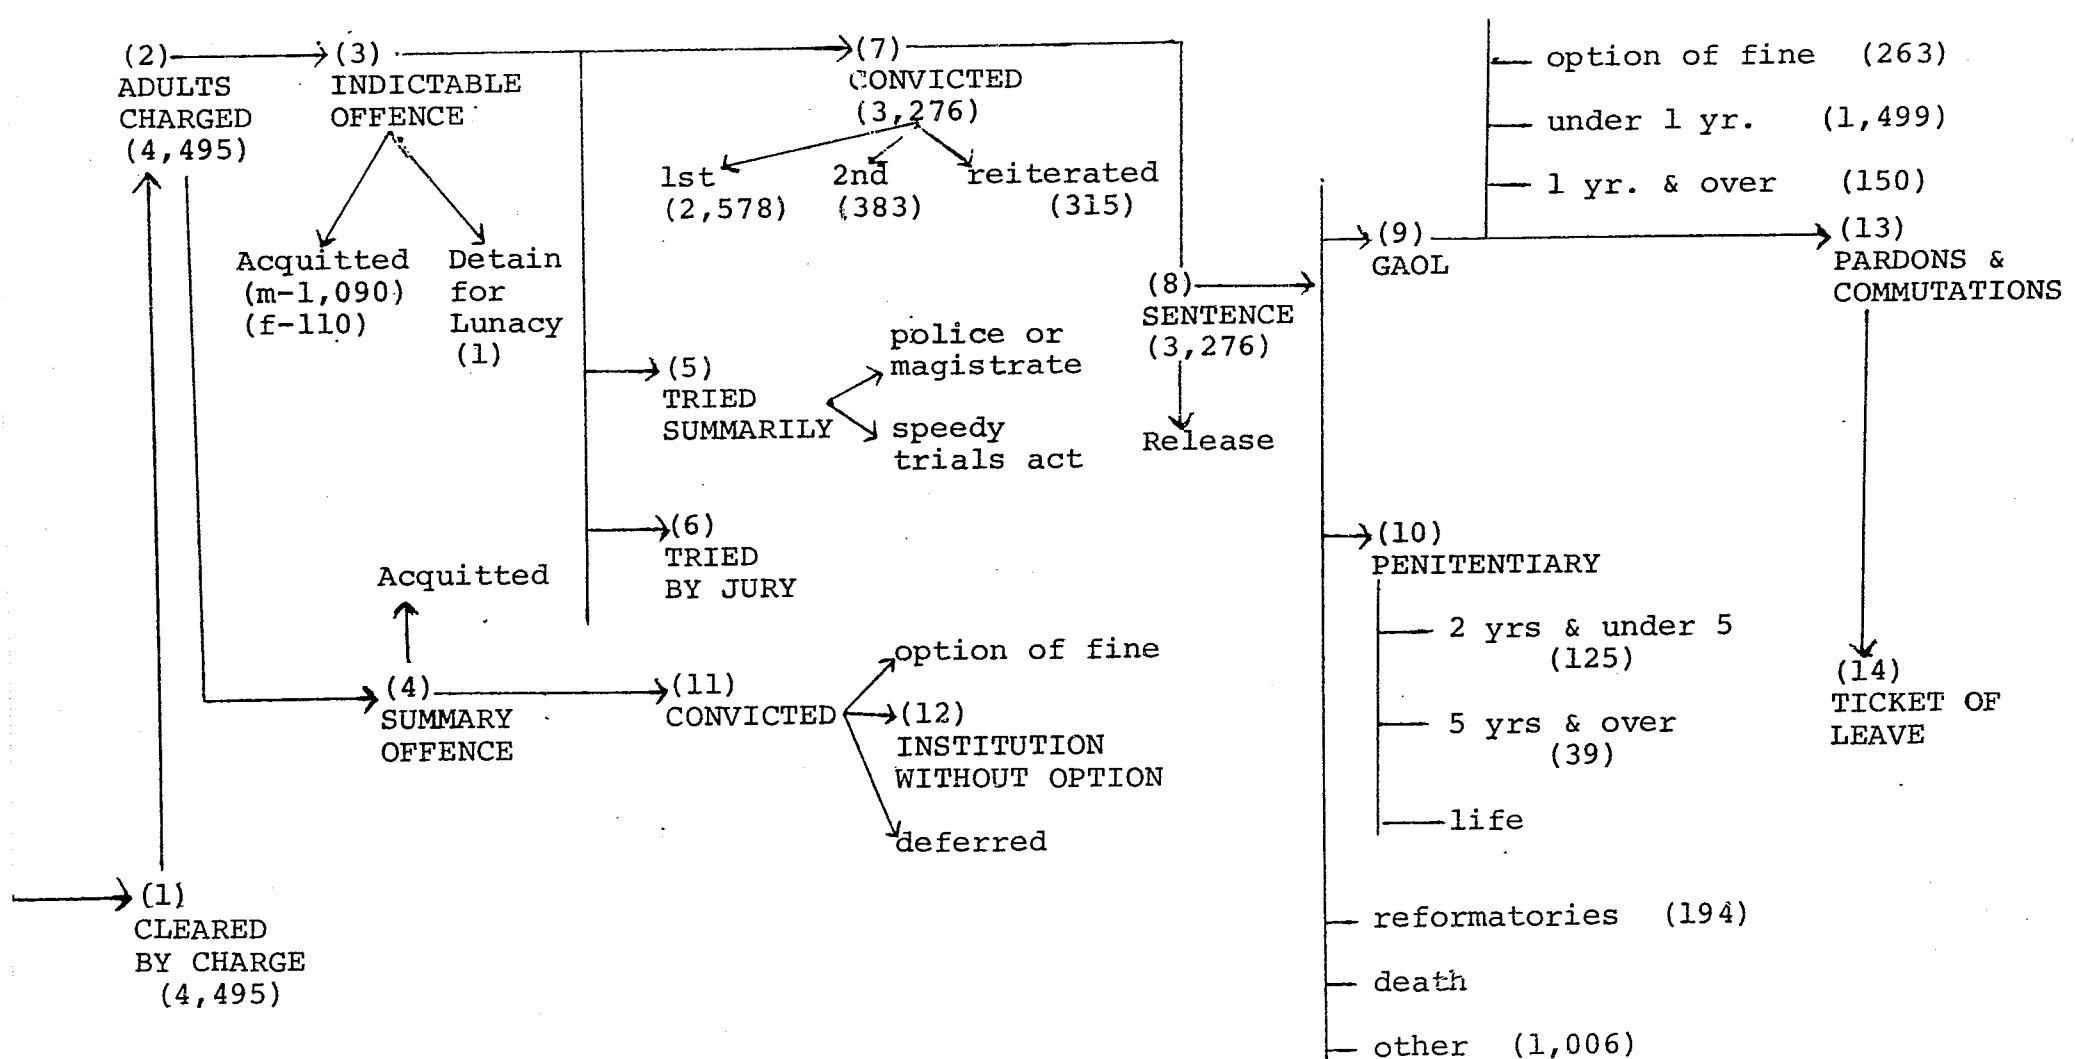 (2)
ADULTS
CHARGED
(4,495)
(3)
INDICTABLE
OFFENCE
Acquitted
(m-1,090)
(f-110)
Detain
for
Lunacy
(1)
(7)
CONVICTED
(3,276)
1st
(2,578)
2nd
(383)
reiterated
(315)
(5)
TRIED
SUMMARILY
police or
magistrate
speedy
trials act
(6)
TRIED
BY JURY
(8)
SENTENCE
(3,276)
Release
Acquitted
(4)
SUMMARY
OFFENCE
(11)
CONVICTED
option of fine
(12)
INSTITUTION
WITHOUT OPTION
deferred
(1)
CLEARED
BY CHARGE
(4,495)
option of fine (263)
under 1 yr. (1,499)
1 yr. & over (150)
(9)
GAOL
(13)
PARDONS &
COMMUTATIONS
(10)
PENITENTIARY
2 yrs & under 5
(125)
5 yrs & over
(39)
life
(14)
TICKET OF
LEAVE
reformatories (194)
death
other (1,006)